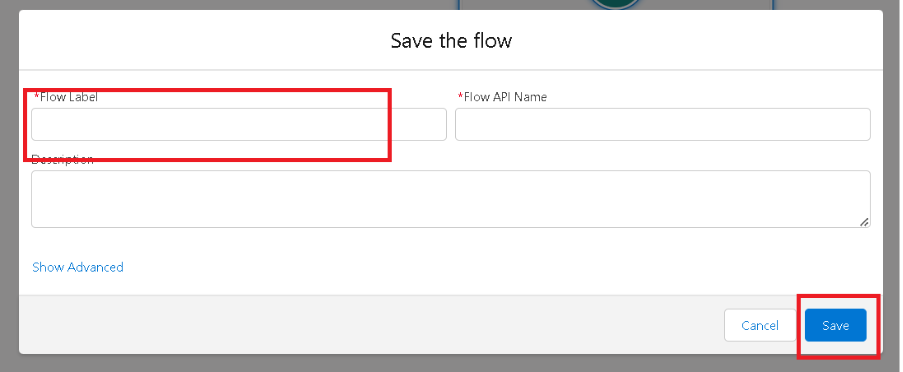 Save the flow
*Flow Label
*Flow API Name
Description
Show Advanced
Cancel
Save